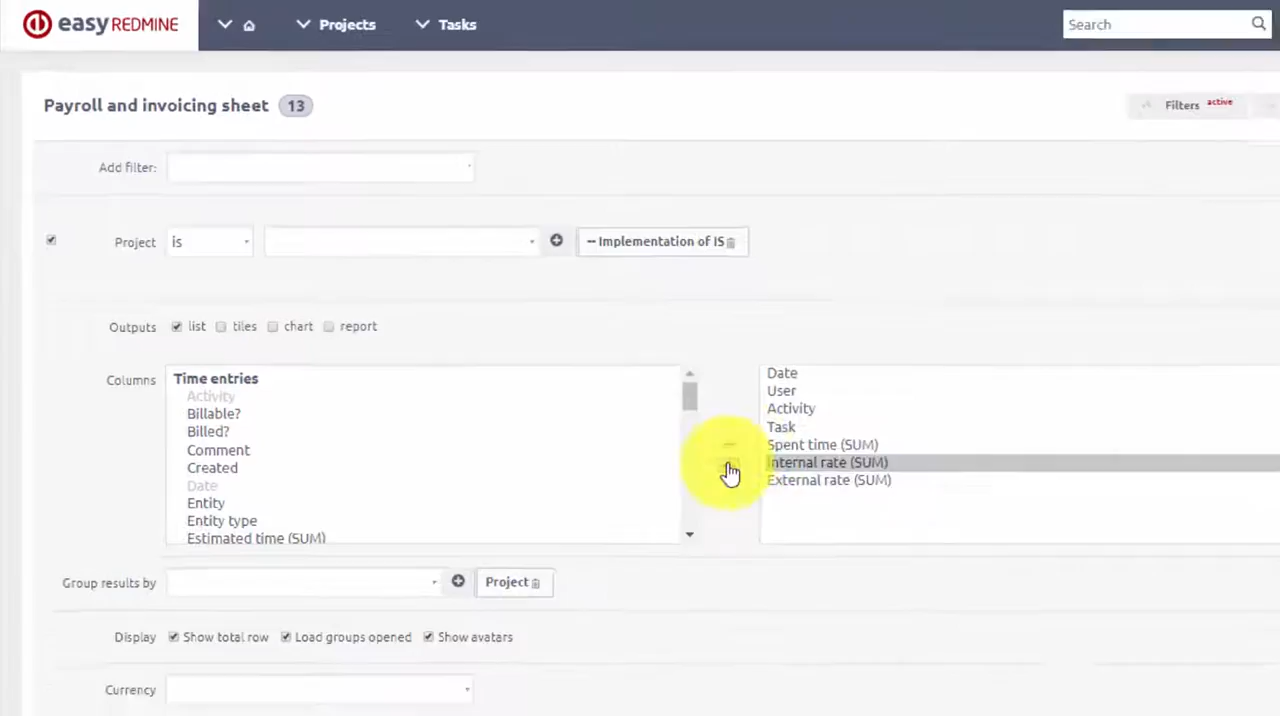 easy REDMINE
Projects
Tasks
Search
Payroll and invoicing sheet 13
Filters active
Add filter:
Project is -- Implementation of IS
Outputs list tiles chart report
Columns
Time entries
Activity
Billable?
Billed?
Comment
Created
Date
Entity
Entity type
Estimated time (SUM)
Date
User
Activity
Task
Spent time (SUM)
Internal rate (SUM)
External rate (SUM)
Group results by Project
Display Show total row Load groups opened Show avatars
Currency